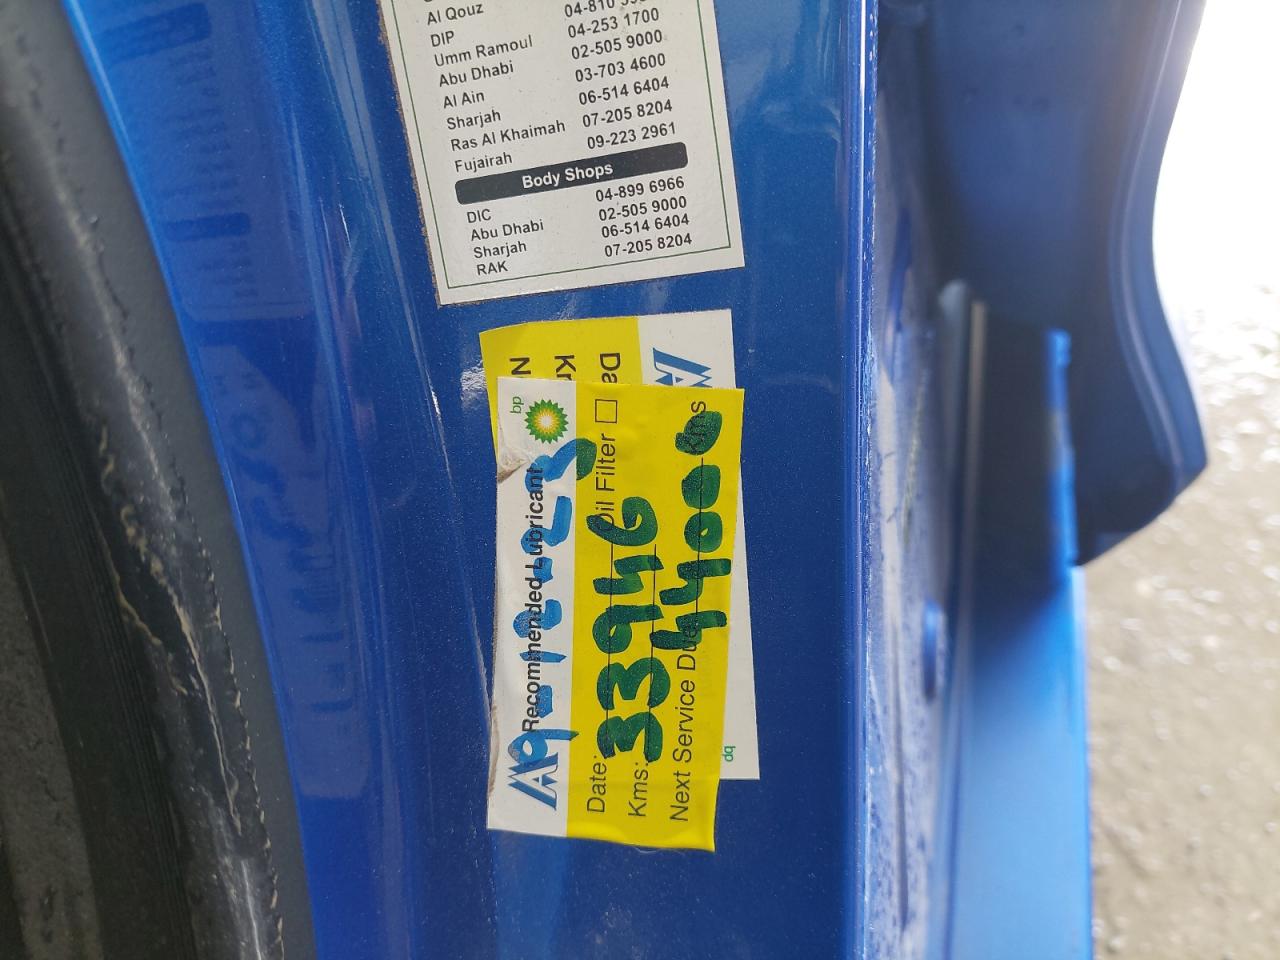 Al Qouz
DIP 04-253 1700
Umm Ramoul 02-505 9000
Abu Dhabi 03-703 4600
Al Ain 06-514 6404
Sharjah 07-205 8204
Ras Al Khaimah 09-223 2961
Fujairah
Body Shops
DIC 04-899 6966
Abu Dhabi 02-505 9000
Sharjah 06-514 6404
RAK 07-205 8204
bp
Recommended Lubricant
Date: Oil Filter
Kms: 33946
Next Service Due 44000 kms
bp